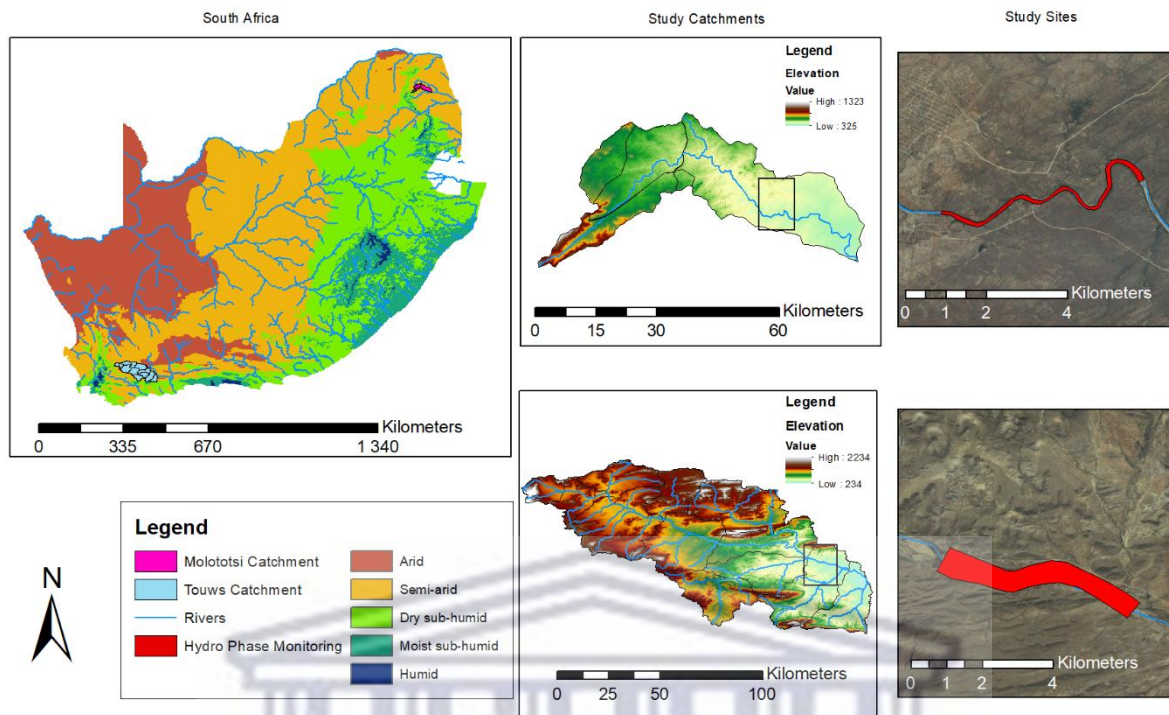 South Africa
Study Catchments
Study Sites
Kilometers
0 335 670 1 340
Legend
Elevation
Value
High : 1323
Low : 325
Kilometers
0 15 30 60
Kilometers
0 1 2 4
Legend
Elevation
Value
High : 2234
Low : 234
Kilometers
0 25 50 100
Kilometers
0 1 2 4
N
Legend
Molototsi Catchment
Touws Catchment
Rivers
Hydro Phase Monitoring
Arid
Semi-arid
Dry sub-humid
Moist sub-humid
Humid